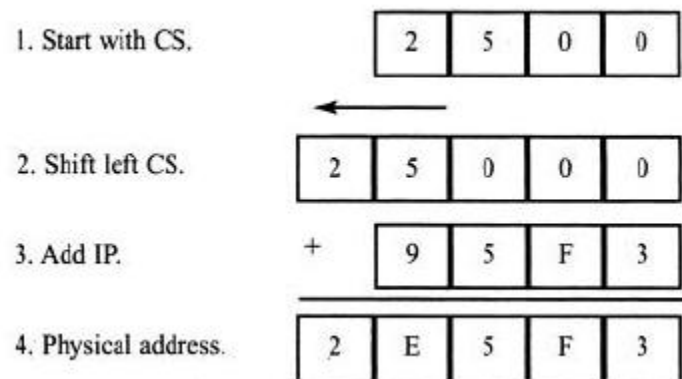 1. Start with CS. 2 5 0 0
2. Shift left CS. 2 5 0 0 0
3. Add IP. + 9 5 F 3
4. Physical address. 2 E 5 F 3